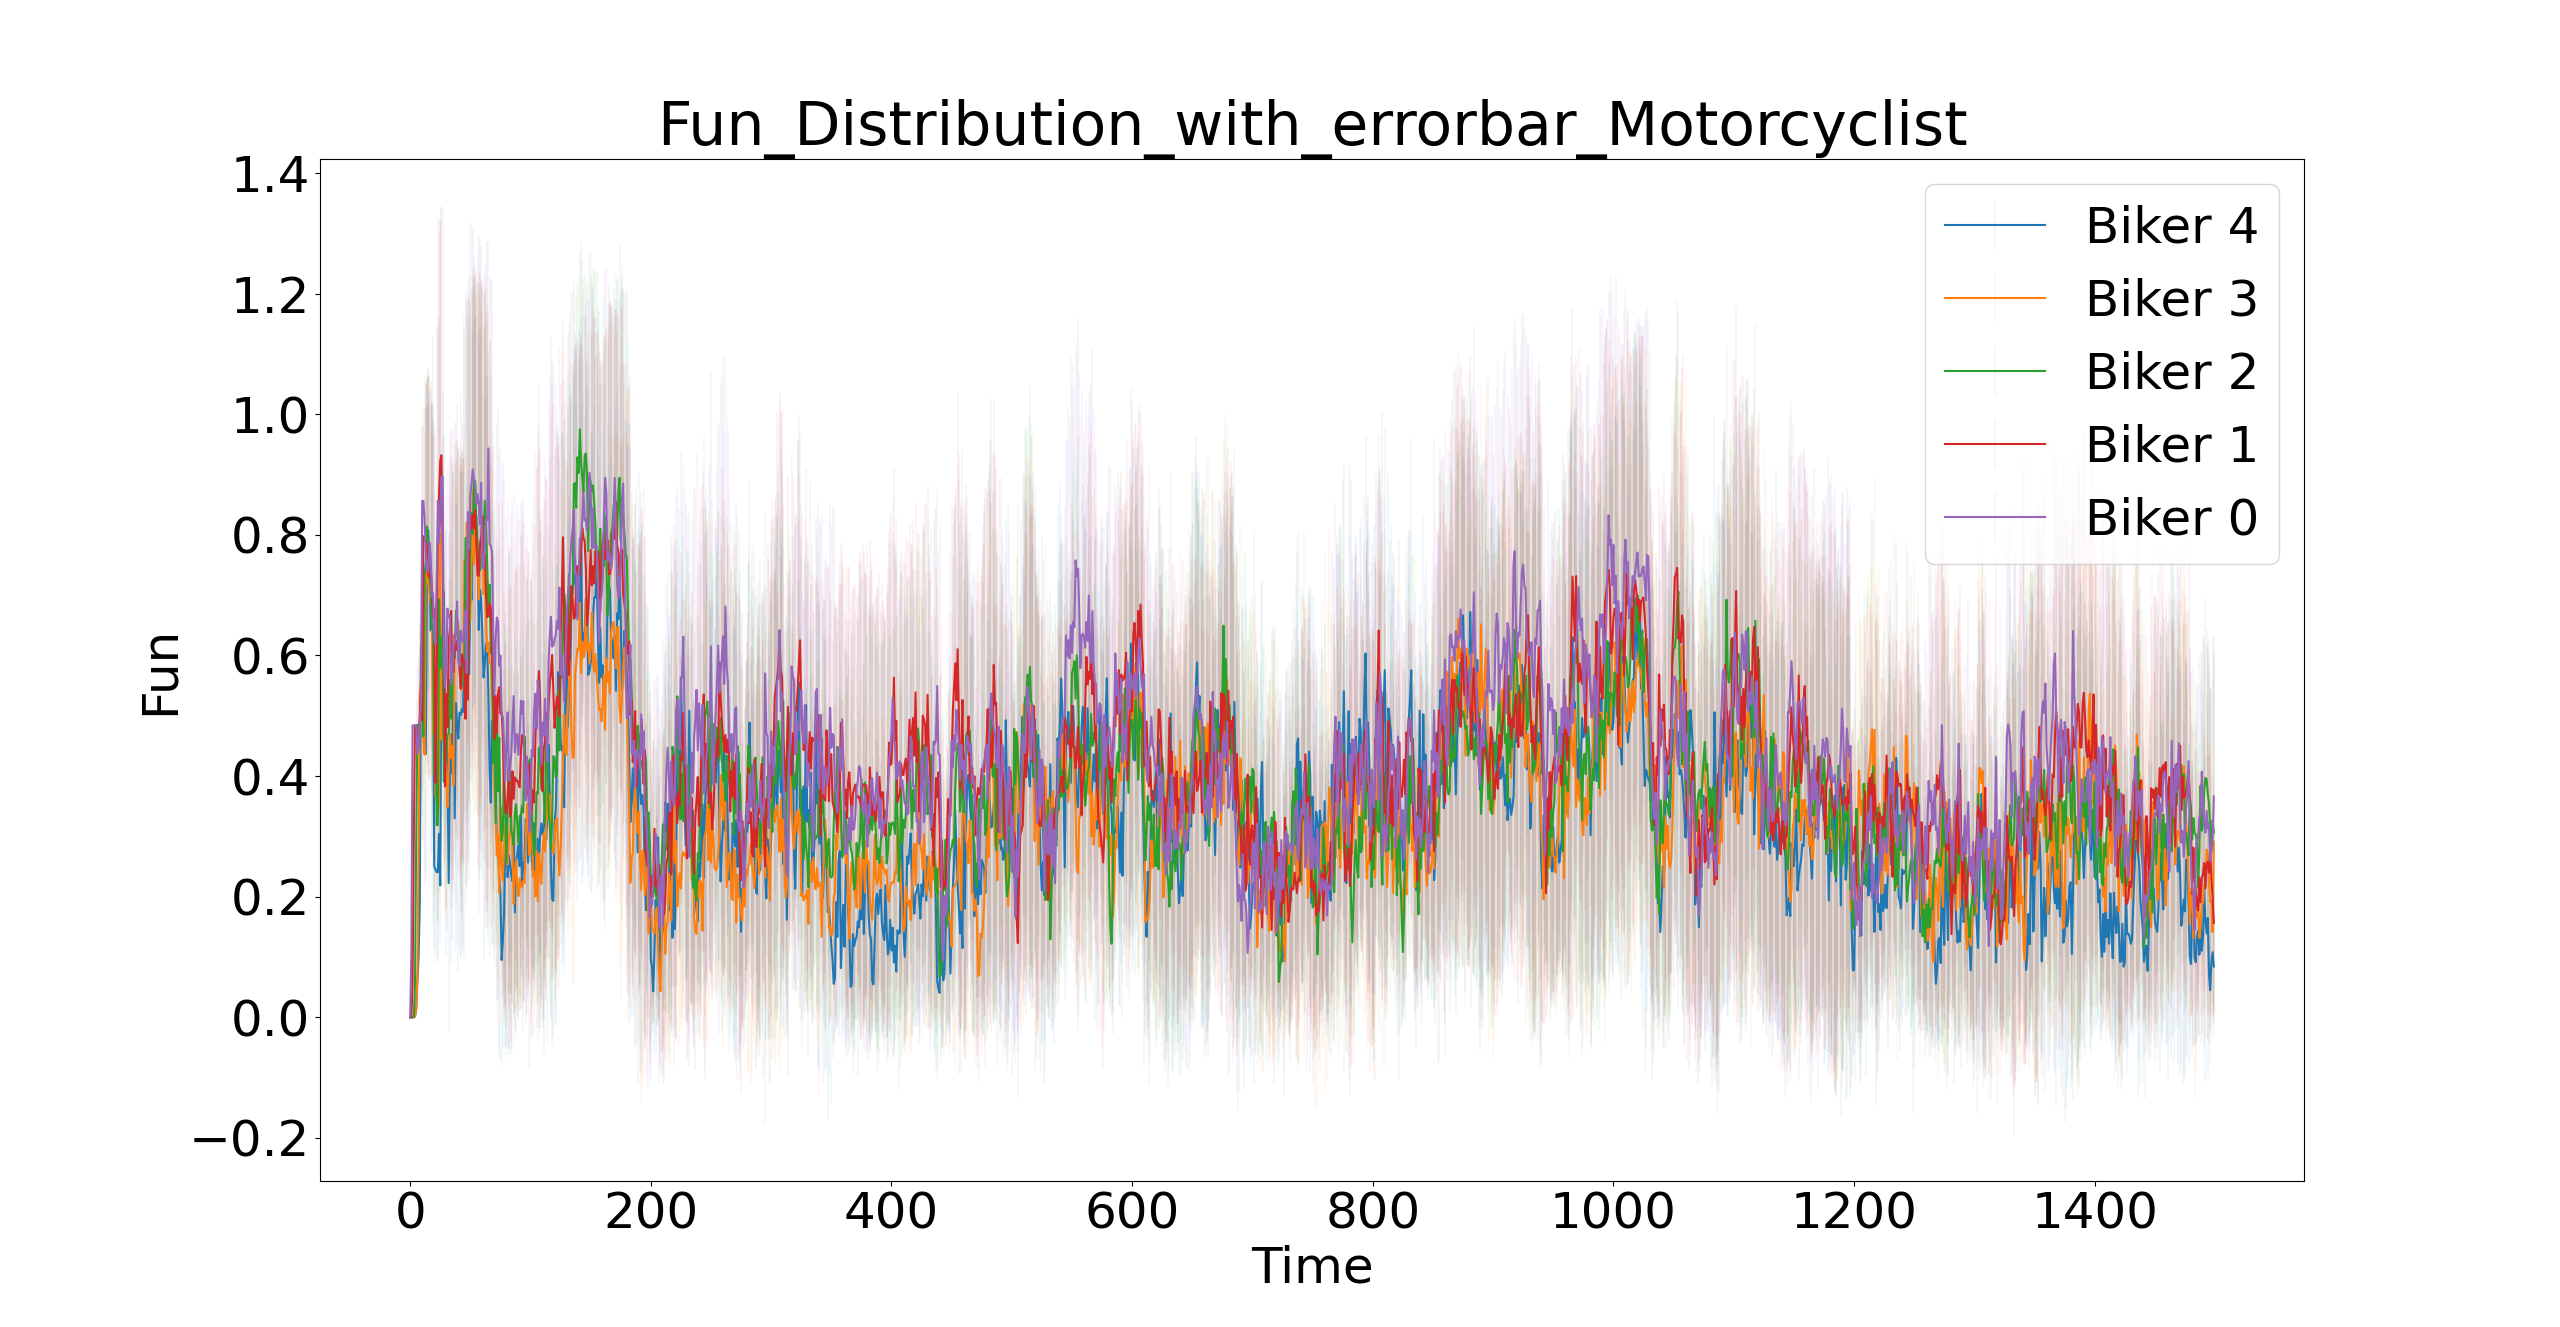 Fun_Distribution_with_errorbar_Motorcyclist
1.4
1.2
1.0
0.8
0.6
0.4
0.2
0.0
−0.2
Fun
Biker 4
Biker 3
Biker 2
Biker 1
Biker 0
0 200 400 600 800 1000 1200 1400
Time